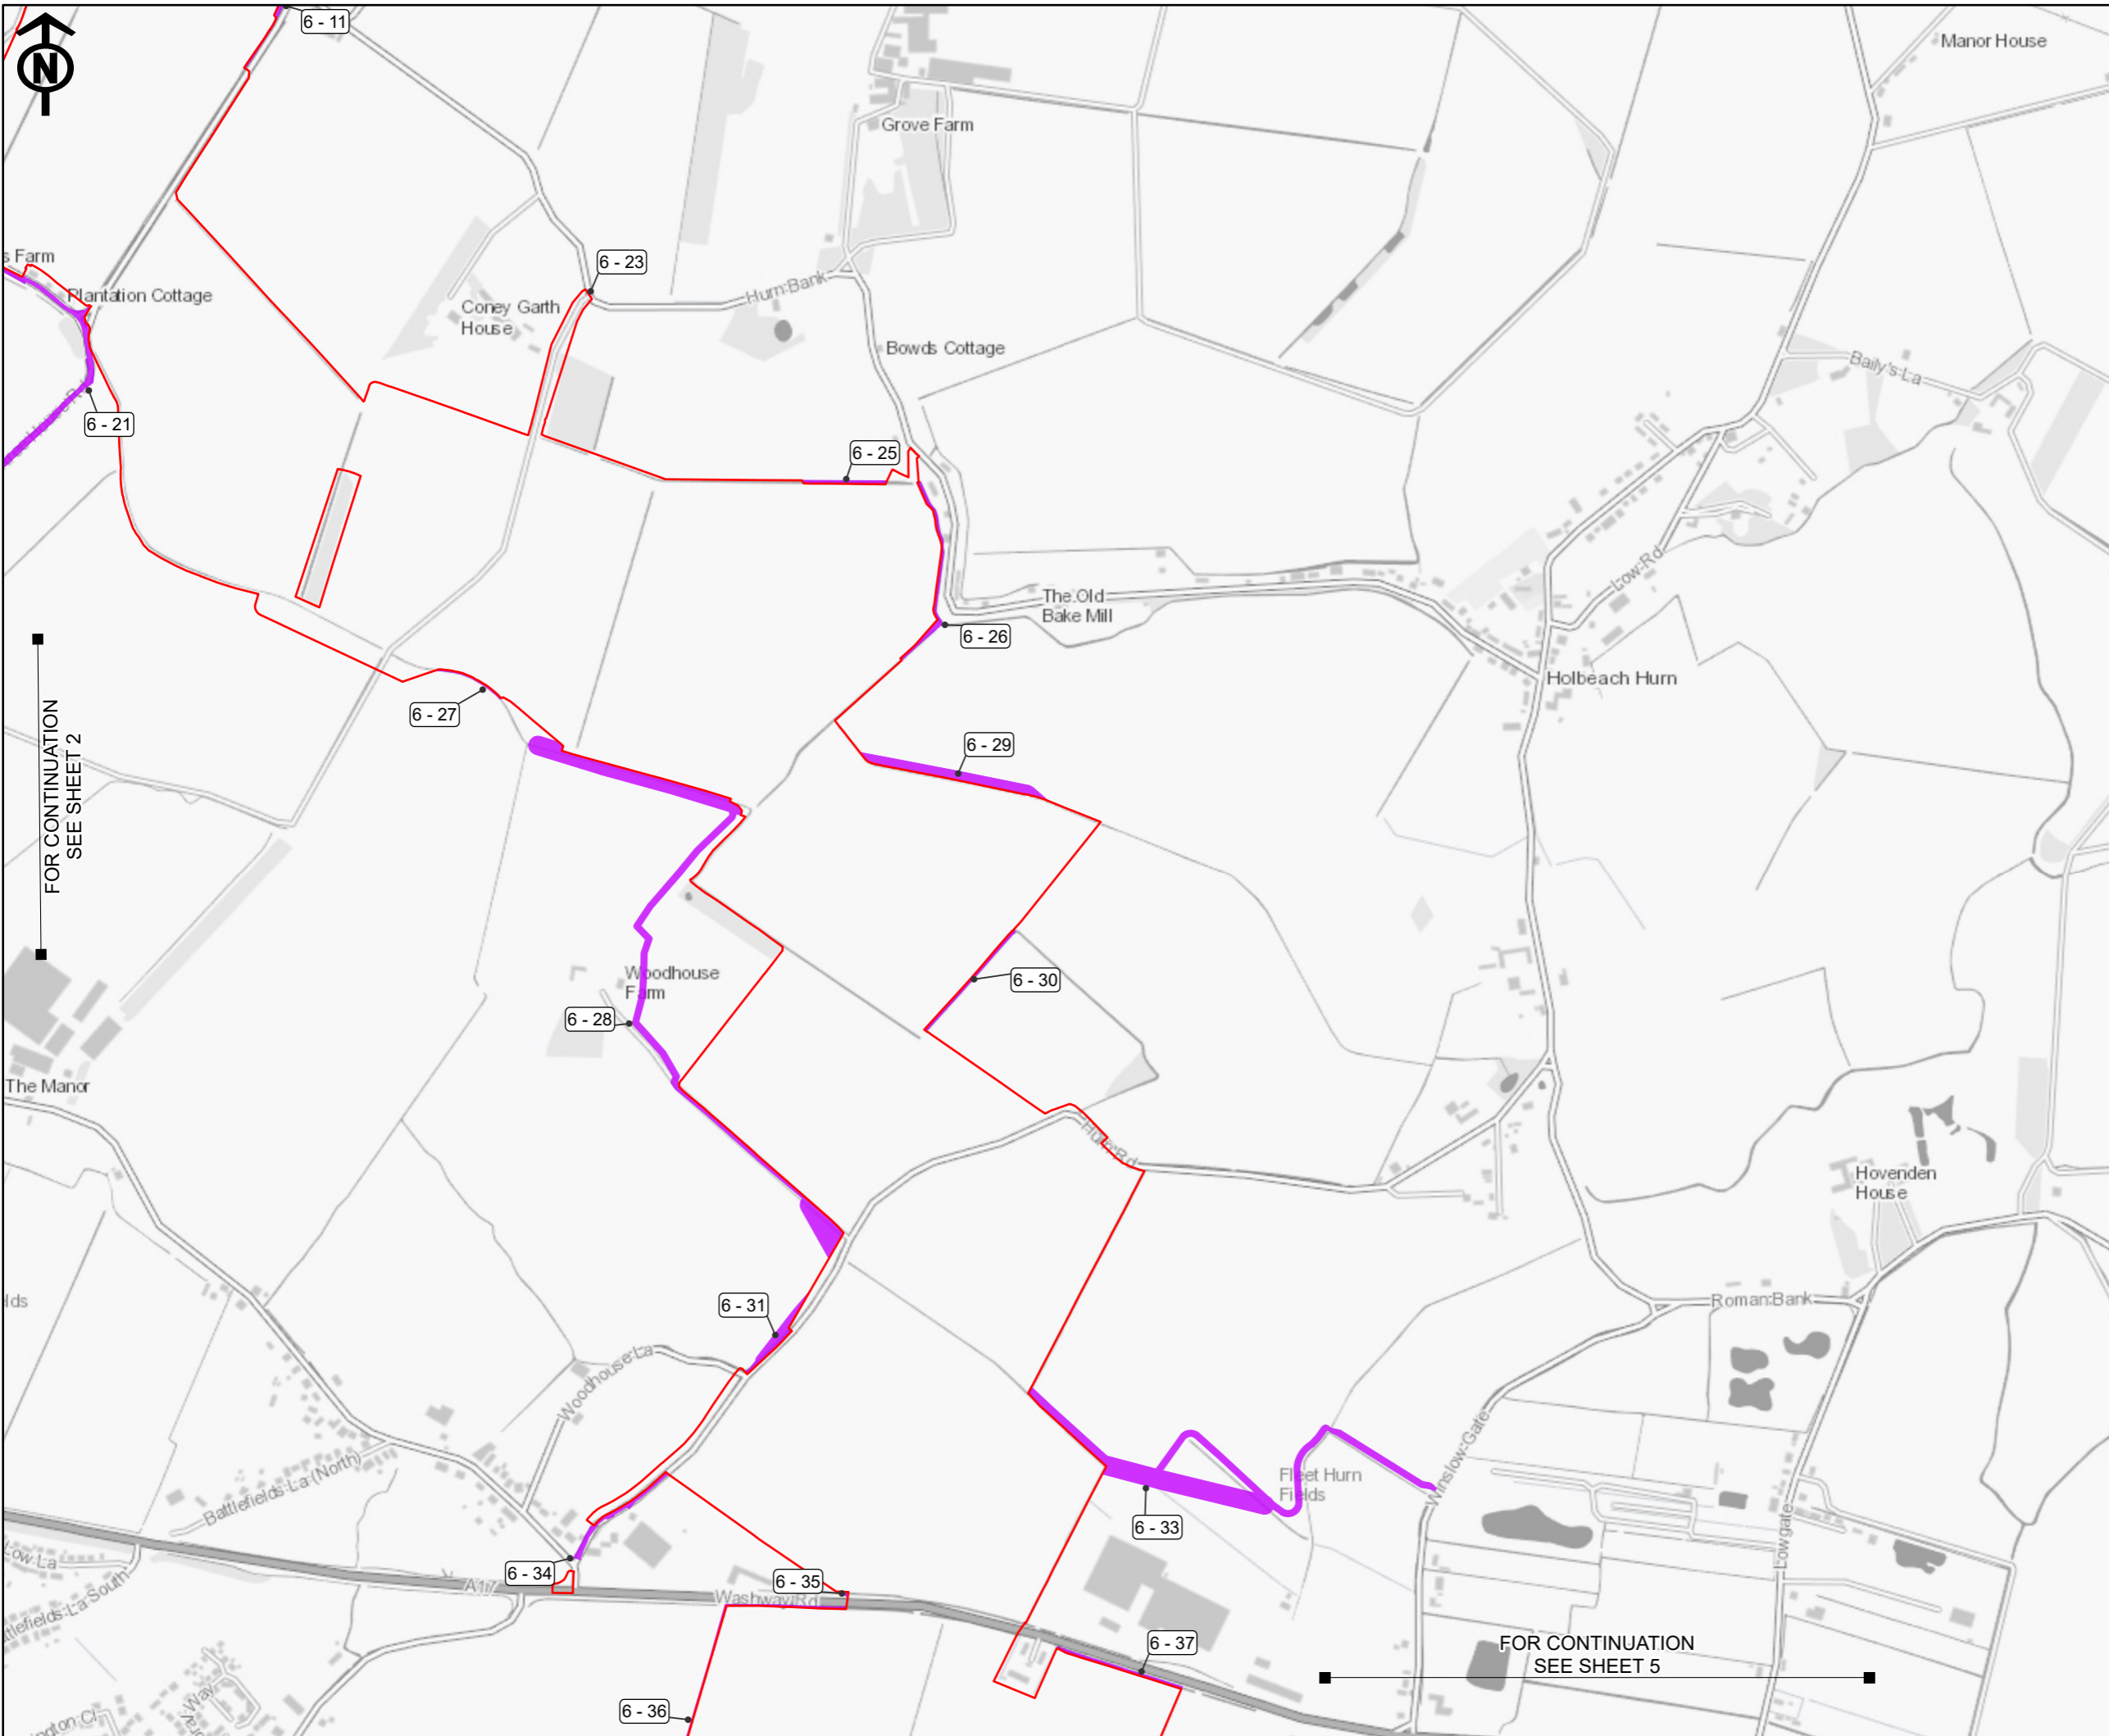 6 - 11
N
Manor House
Grove Farm
s Farm
6 - 23
Plantation Cottage
Hurn Bank
Coney Garth
House
Bowds Cottage
Baily's La
6 - 21
6 - 25
Low Rd
The Old
Bake Mill
6 - 26
Holbeach Hurn
6 - 27
6 - 29
FOR CONTINUATION
SEE SHEET 2
Woodhouse
Farm
6 - 30
6 - 28
The Manor
Hurn Rd
Hovenden
House
lds
Roman Bank
6 - 31
Woodhouse La
Battlefields La (North)
Winslow Gate
Fleet Hurn
Fields
6 - 33
Lowgate
Low La
6 - 34
A17
6 - 35
Washway Rd
ttlefields La South
6 - 37
FOR CONTINUATION
SEE SHEET 5
6 - 36
ington Cl